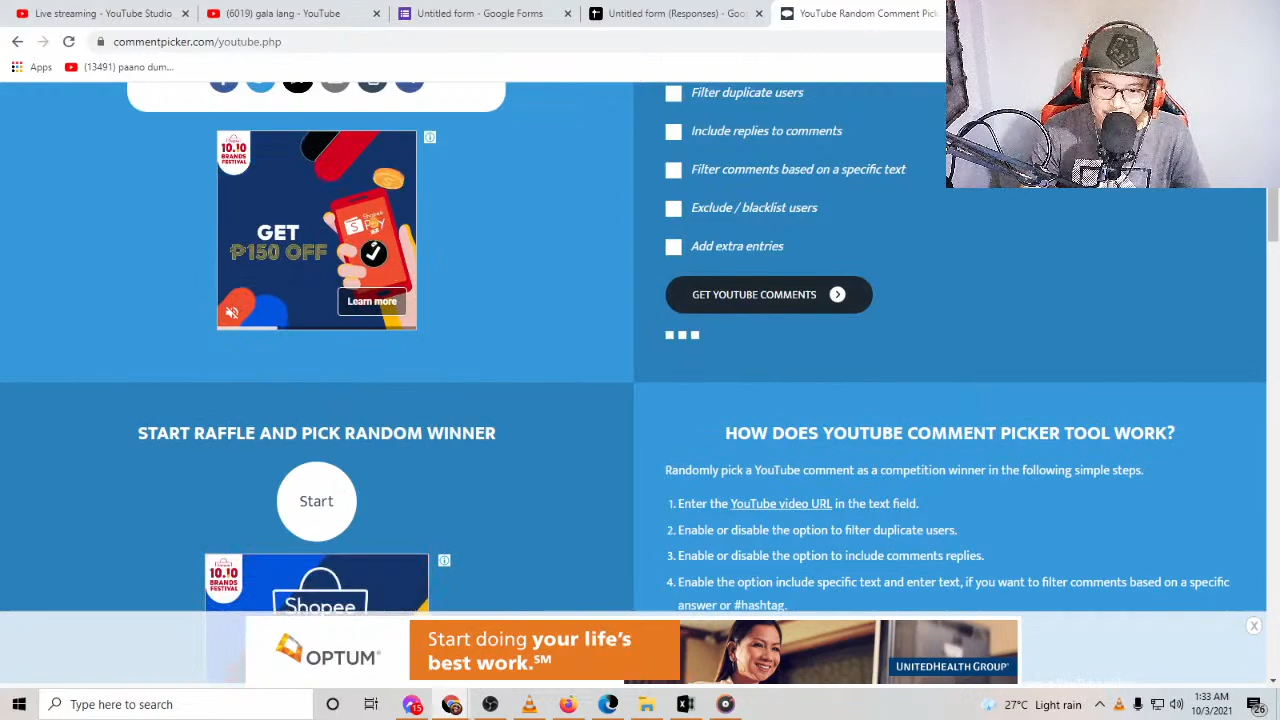 Live stream... - YouTube Studio
(6019) gala lang - YouTube
Untitled form - Google Forms
Untitled form (Responses) - Goo
YouTube Random Comment Pick
commentpicker.com/youtube.php
Apps
(13491) paano dum...
10.10
BRANDS
FESTIVAL
GET
₱150 OFF
Pay
Learn more
Filter duplicate users
Include replies to comments
Filter comments based on a specific text
Exclude / blacklist users
Add extra entries
GET YOUTUBE COMMENTS
START RAFFLE AND PICK RANDOM WINNER
Start
10.10
BRANDS
FESTIVAL
Shopee
HOW DOES YOUTUBE COMMENT PICKER TOOL WORK?
Randomly pick a YouTube comment as a competition winner in the following simple steps.
1. Enter the YouTube video URL in the text field.
2. Enable or disable the option to filter duplicate users.
3. Enable or disable the option to include comments replies.
4. Enable the option include specific text and enter text, if you want to filter comments based on a specific
answer or #hashtag.
OPTUM®
Start doing your life's
best work.SM
UNITEDHEALTH GROUP®
X
Type here to search
15
27°C Light rain
1:33 AM
10/3/2021
26